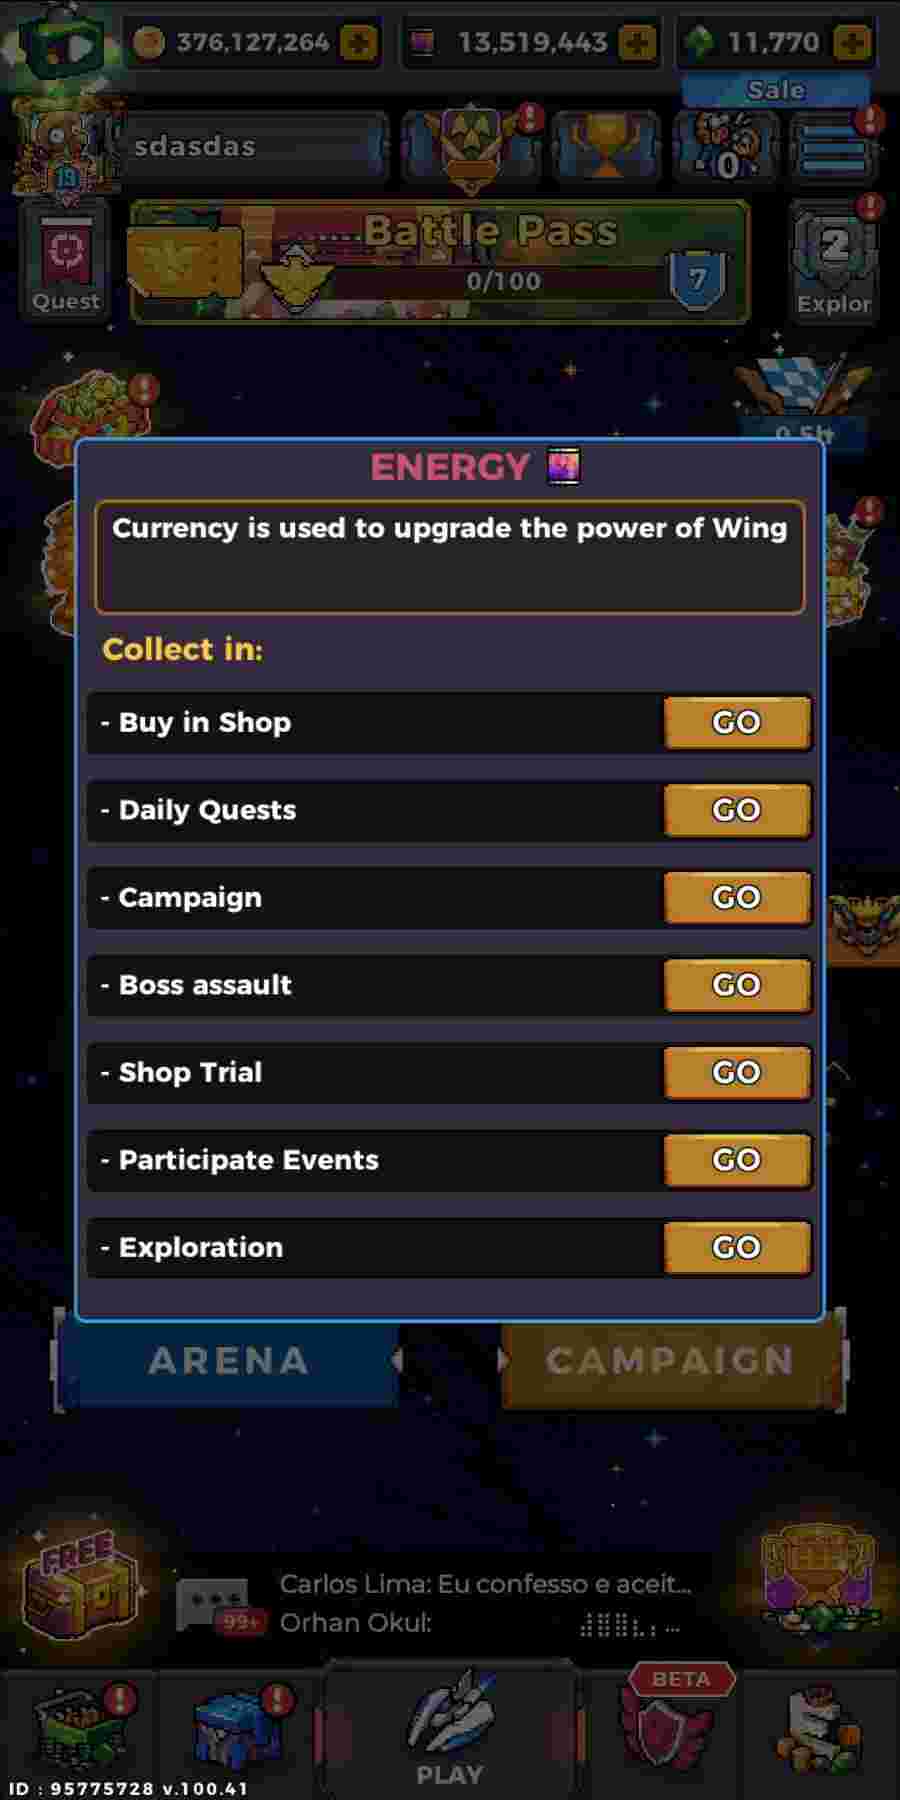 376,127,264
13,519,443
11,770
Sale
19
sdasdas
0
Battle Pass
0/100
7
Quest
2
Explor
ENERGY
Currency is used to upgrade the power of Wing
Collect in:
- Buy in Shop
GO
- Daily Quests
GO
- Campaign
GO
- Boss assault
GO
- Shop Trial
GO
- Participate Events
GO
- Exploration
GO
ARENA
CAMPAIGN
FREE
Carlos Lima: Eu confesso e aceit...
99+
Orhan Okul:
BETA
PLAY
ID : 95775728 v.100.41